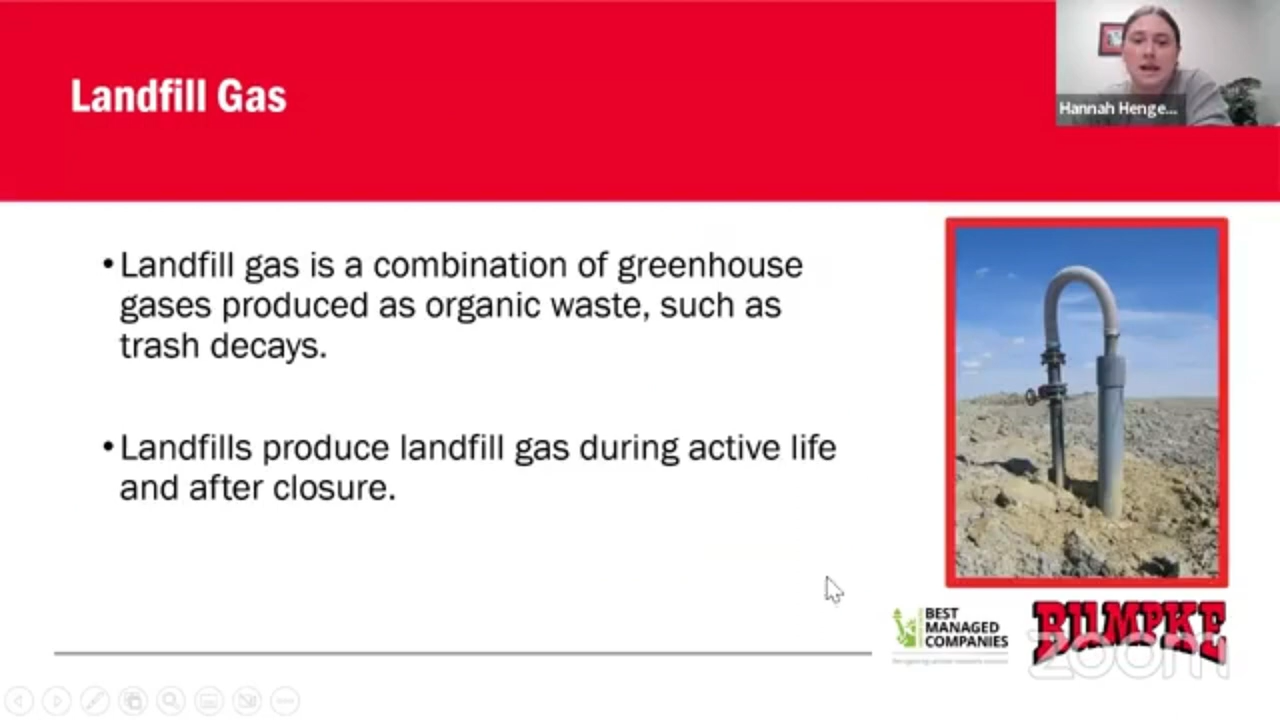 Landfill Gas
Hannah Henge...
•Landfill gas is a combination of greenhouse
gases produced as organic waste, such as
trash decays.
•Landfills produce landfill gas during active life
and after closure.
BEST
MANAGED
COMPANIES
RUMPKE
zoom